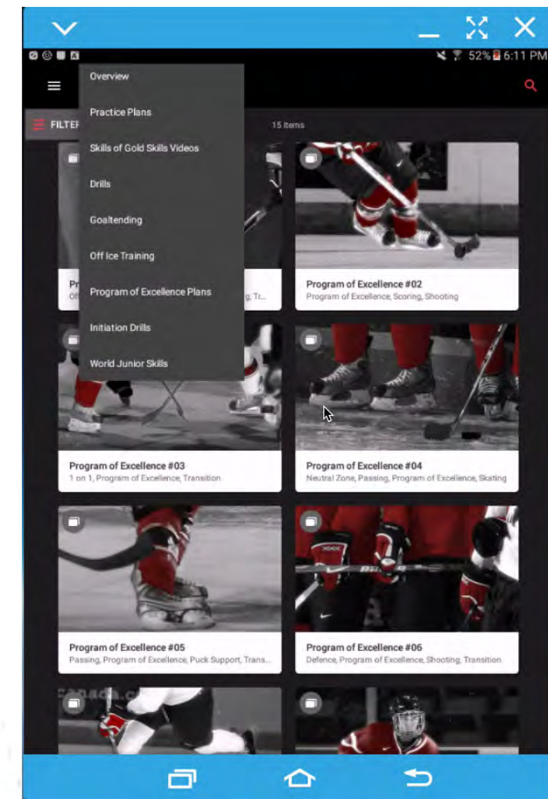 52% 6:11 PM
Overview
FILTER
15 Items
Practice Plans
Skills of Gold Skills Videos
Drills
Goaltending
Off Ice Training
Program of Excellence Plans
Initiation Drills
World Junior Skills
g, Tr...
Program of Excellence #02
Program of Excellence, Scoring, Shooting
Program of Excellence #03
1 on 1, Program of Excellence, Transition
Program of Excellence #04
Neutral Zone, Passing, Program of Excellence, Skating
Program of Excellence #05
Passing, Program of Excellence, Puck Support, Trans...
Program of Excellence #06
Defence, Program of Excellence, Shooting, Transition